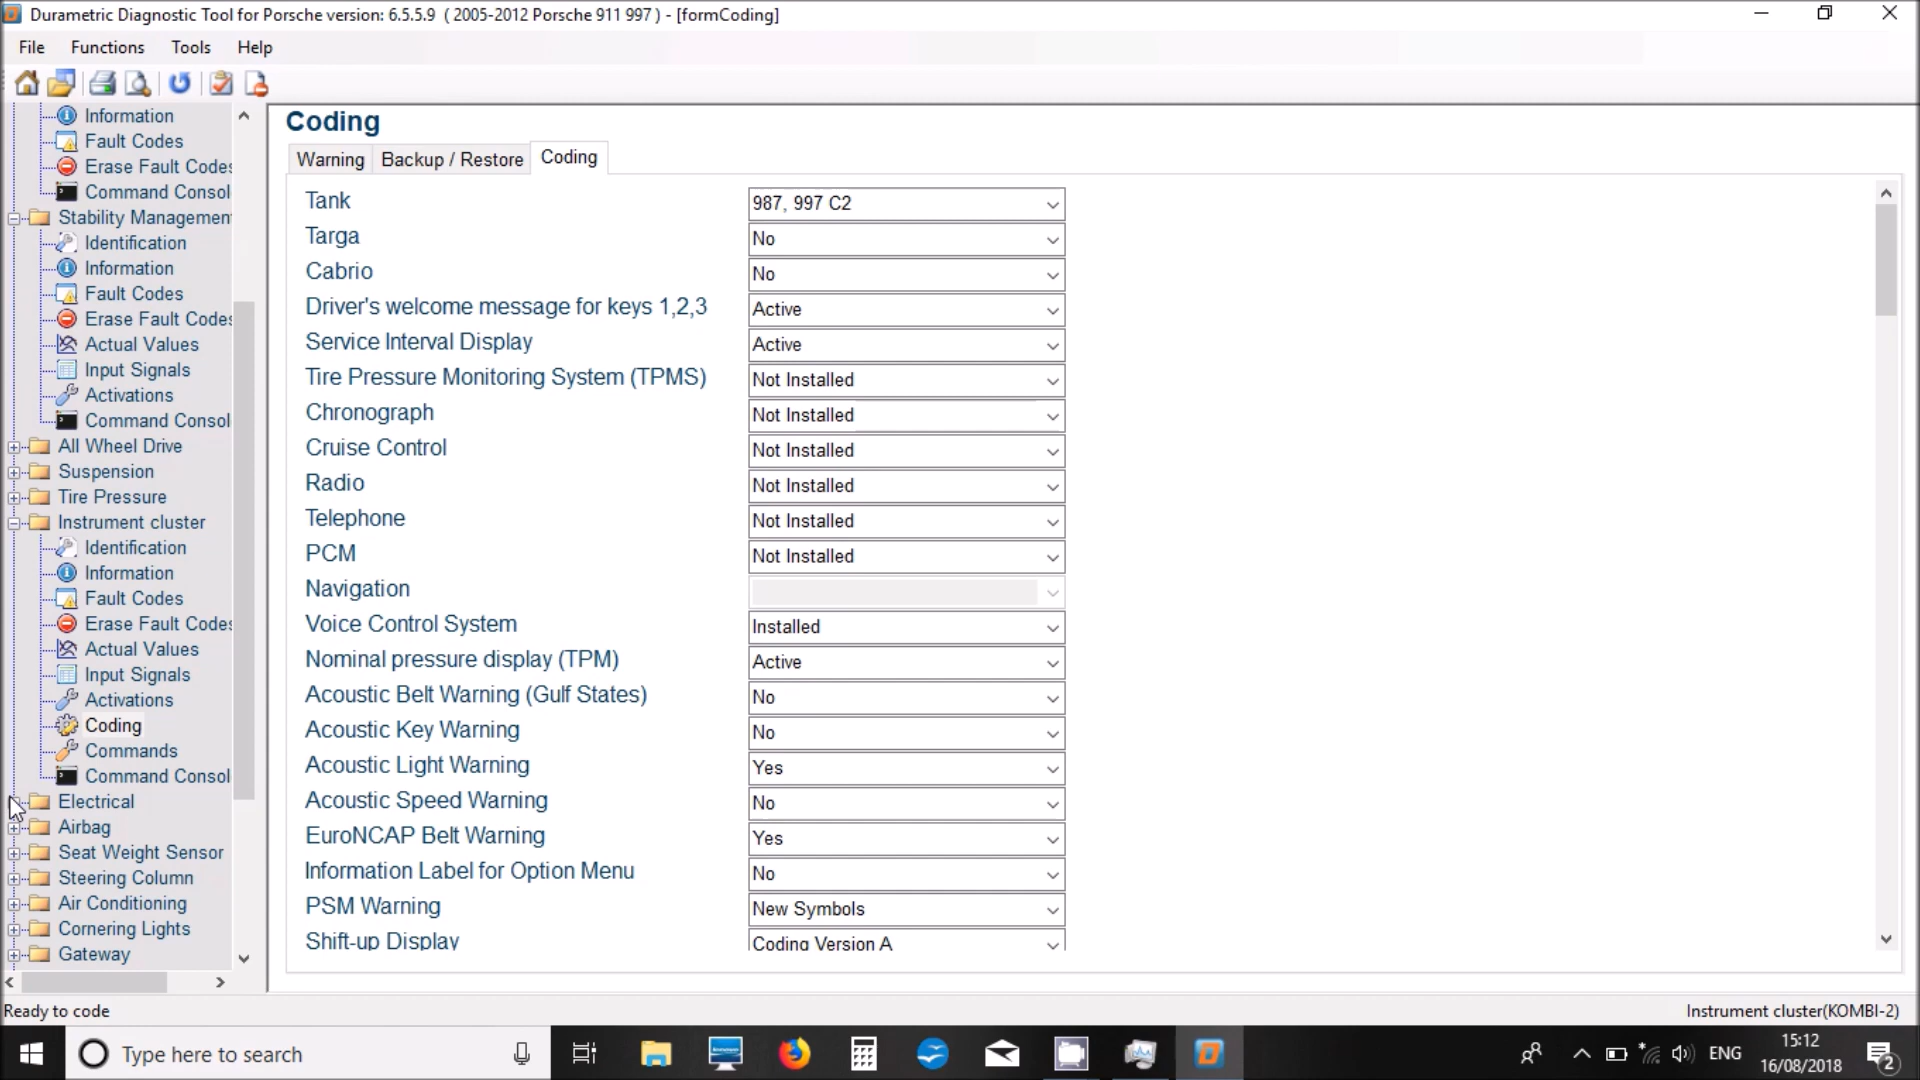 Durametric Diagnostic Tool for Porsche version: 6.5.5.9 ( 2005-2012 Porsche 911 997 ) - [formCoding]
File Functions Tools Help
Information
Fault Codes
Erase Fault Codes
Command Consol
Stability Managemen
Identification
Information
Fault Codes
Erase Fault Codes
Actual Values
Input Signals
Activations
Command Consol
All Wheel Drive
Suspension
Tire Pressure
Instrument cluster
Identification
Information
Fault Codes
Erase Fault Codes
Actual Values
Input Signals
Activations
Coding
Commands
Command Consol
Electrical
Airbag
Seat Weight Sensor
Steering Column
Air Conditioning
Cornering Lights
Gateway
Coding
Warning Backup / Restore Coding
Tank 987, 997 C2
Targa No
Cabrio No
Driver's welcome message for keys 1,2,3 Active
Service Interval Display Active
Tire Pressure Monitoring System (TPMS) Not Installed
Chronograph Not Installed
Cruise Control Not Installed
Radio Not Installed
Telephone Not Installed
PCM Not Installed
Navigation
Voice Control System Installed
Nominal pressure display (TPM) Active
Acoustic Belt Warning (Gulf States) No
Acoustic Key Warning No
Acoustic Light Warning Yes
Acoustic Speed Warning No
EuroNCAP Belt Warning Yes
Information Label for Option Menu No
PSM Warning New Symbols
Shift-up Display Coding Version A
Ready to code Instrument cluster(KOMBI-2)
Type here to search
ENG
15:12
16/08/2018
2